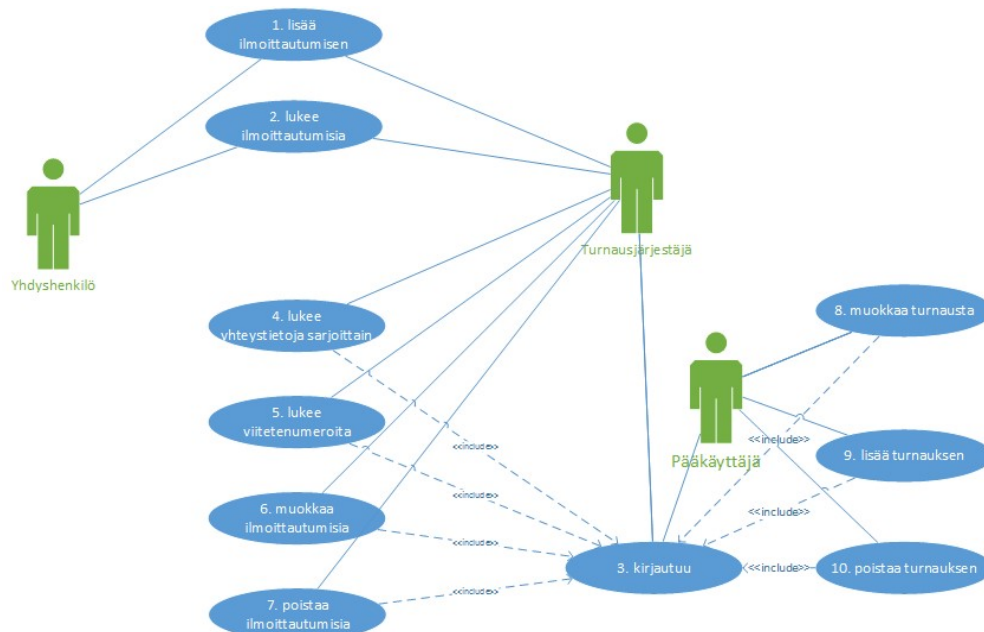 1. lisää
ilmoittautumisen
2. lukee
ilmoittautumisia
Yhdyshenkilö
Turnausjärjestäjä
4. lukee
yhteystietoja sarjoittain
8. muokkaa turnausta
5. lukee
viitetenumeroita
Pääkäyttäjä
<<include>>
<<include>>
9. lisää turnauksen
6. muokkaa
ilmoittautumisia
<<include>>
<<include>>
<<include>>
3. kirjautuu
<<include>>
10. poistaa turnauksen
7. poistaa
ilmoittautumisia
<<include>>